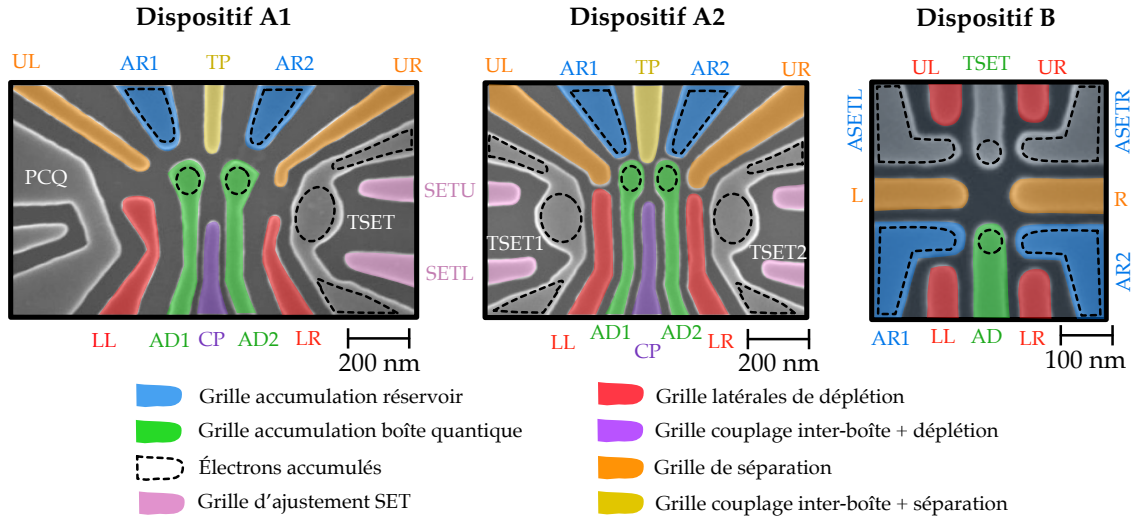 Dispositif A1
Dispositif A2
Dispositif B
UL AR1 TP AR2 UR
UL AR1 TP AR2 UR
UL TSET UR
PCQ
TSET
SETU
SETL
TSET1
TSET2
ASETL
ASETR
L
R
AR2
LL AD1 CP AD2 LR
200 nm
LL AD1 CP AD2 LR
200 nm
AR1 LL AD LR
100 nm
Grille accumulation réservoir
Grille accumulation boîte quantique
Électrons accumulés
Grille d'ajustement SET
Grille latérales de déplétion
Grille couplage inter-boîte + déplétion
Grille de séparation
Grille couplage inter-boîte + séparation